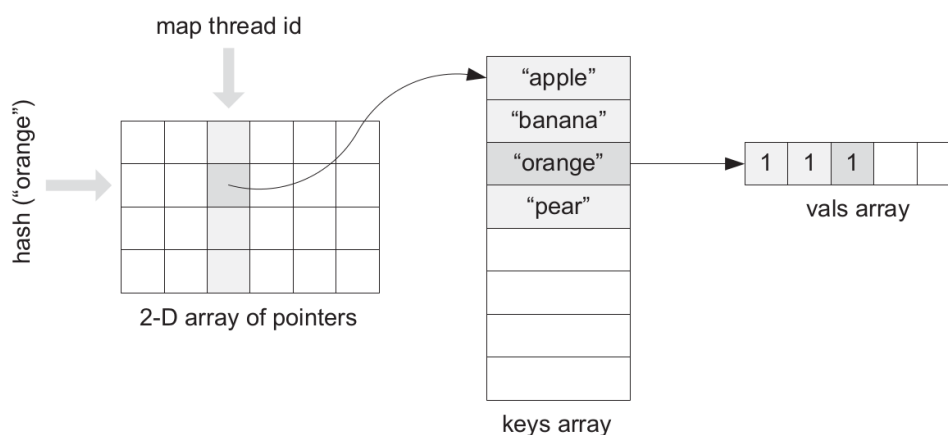 map thread id
hash (“orange”)
2-D array of pointers
“apple”
“banana”
“orange”
“pear”
keys array
1 1 1
vals array